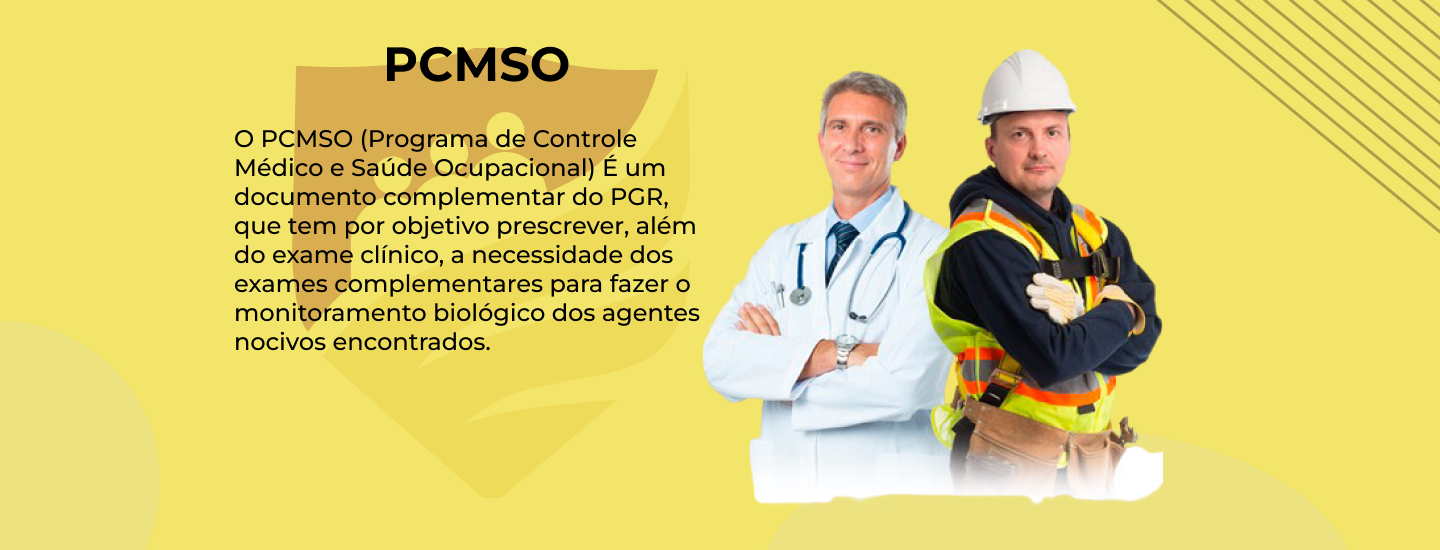 PCMSO
O PCMSO (Programa de Controle
Médico e Saúde Ocupacional) É um
documento complementar do PGR,
que tem por objetivo prescrever, além
do exame clínico, a necessidade dos
exames complementares para fazer o
monitoramento biológico dos agentes
nocivos encontrados.